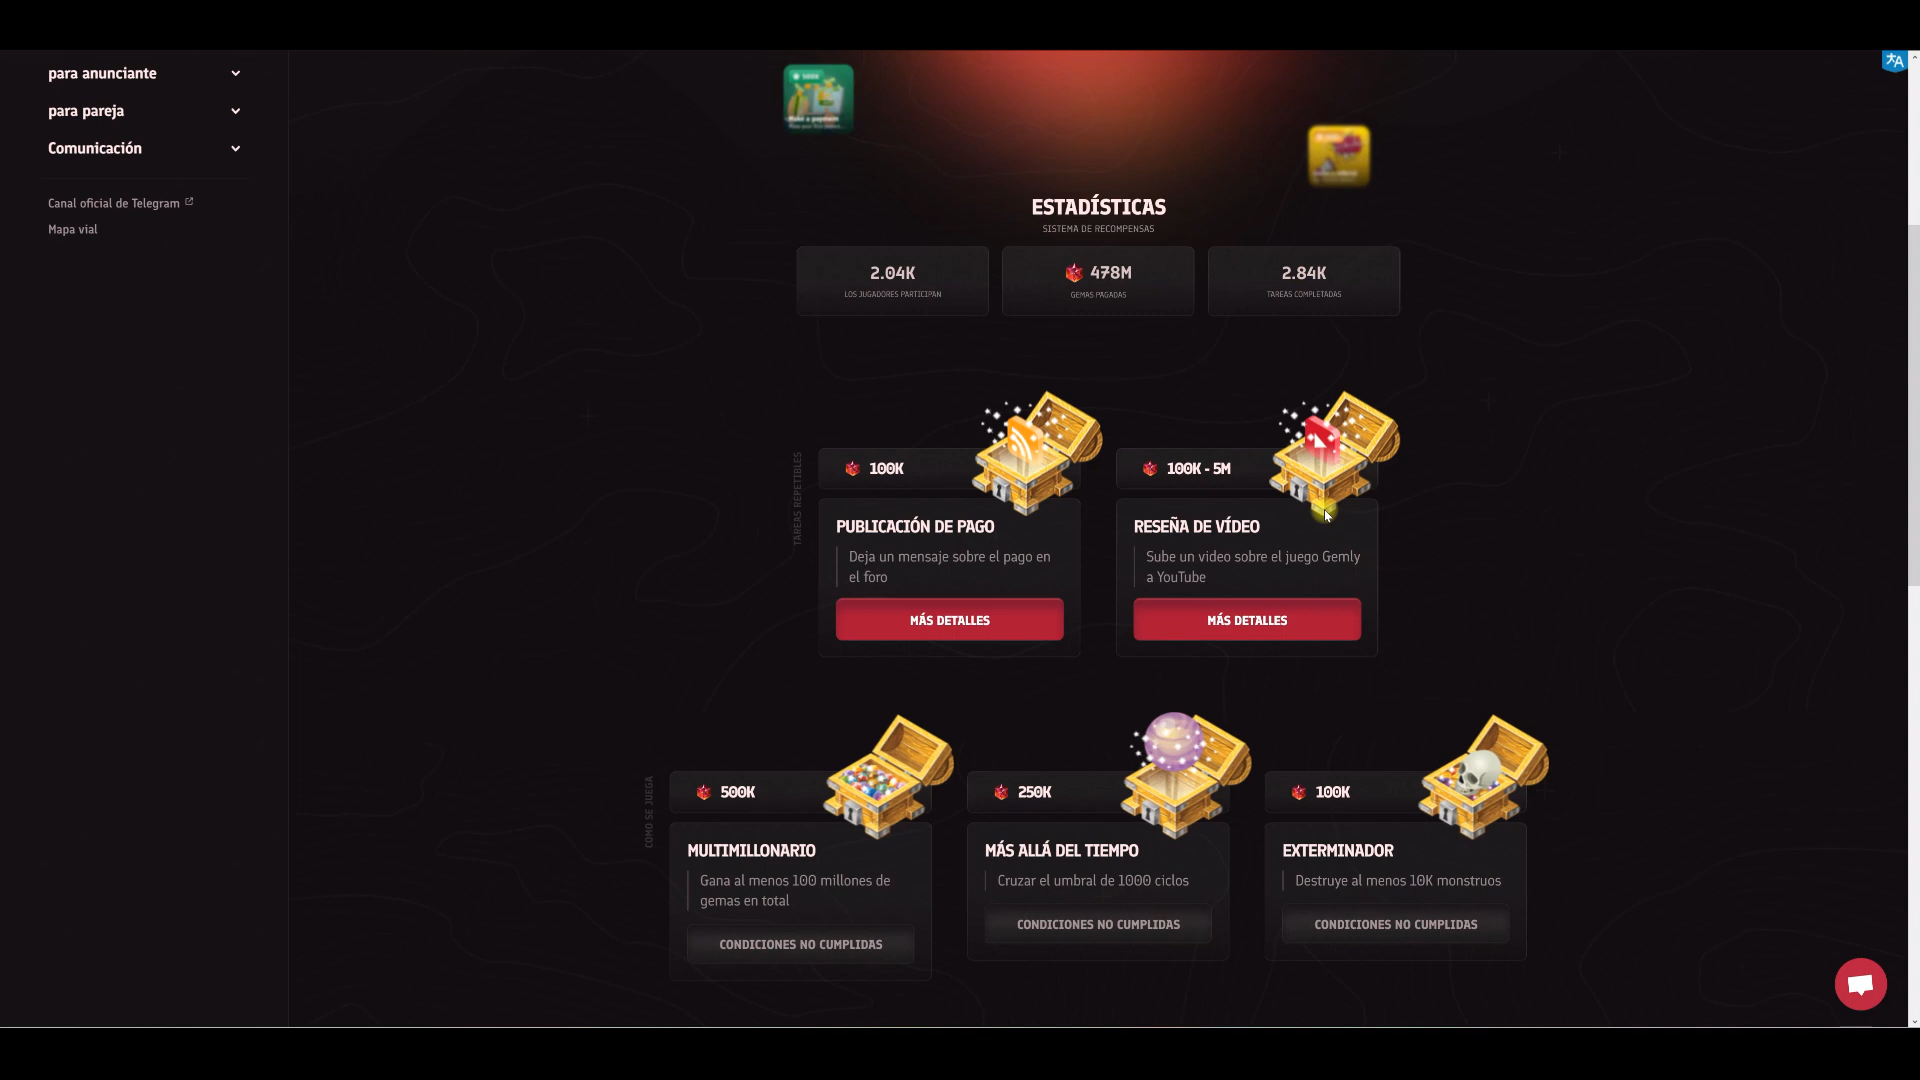 para anunciante
para pareja
Comunicación
Canal oficial de Telegram
Mapa vial
500K
Make a payment
ESTADÍSTICAS
SISTEMA DE RECOMPENSAS
2.04K
LOS JUGADORES PARTICIPAN
478M
GEMAS PAGADAS
2.84K
TAREAS COMPLETADAS
TAREAS REPETIBLES
100K
PUBLICACIÓN DE PAGO
Deja un mensaje sobre el pago en
el foro
MÁS DETALLES
100K - 5M
RESEÑA DE VÍDEO
Sube un video sobre el juego Gemly
a YouTube
MÁS DETALLES
COMO SE JUEGA
500K
MULTIMILLONARIO
Gana al menos 100 millones de
gemas en total
CONDICIONES NO CUMPLIDAS
250K
MÁS ALLÁ DEL TIEMPO
Cruzar el umbral de 1000 ciclos
CONDICIONES NO CUMPLIDAS
100K
EXTERMINADOR
Destruye al menos 10K monstruos
CONDICIONES NO CUMPLIDAS